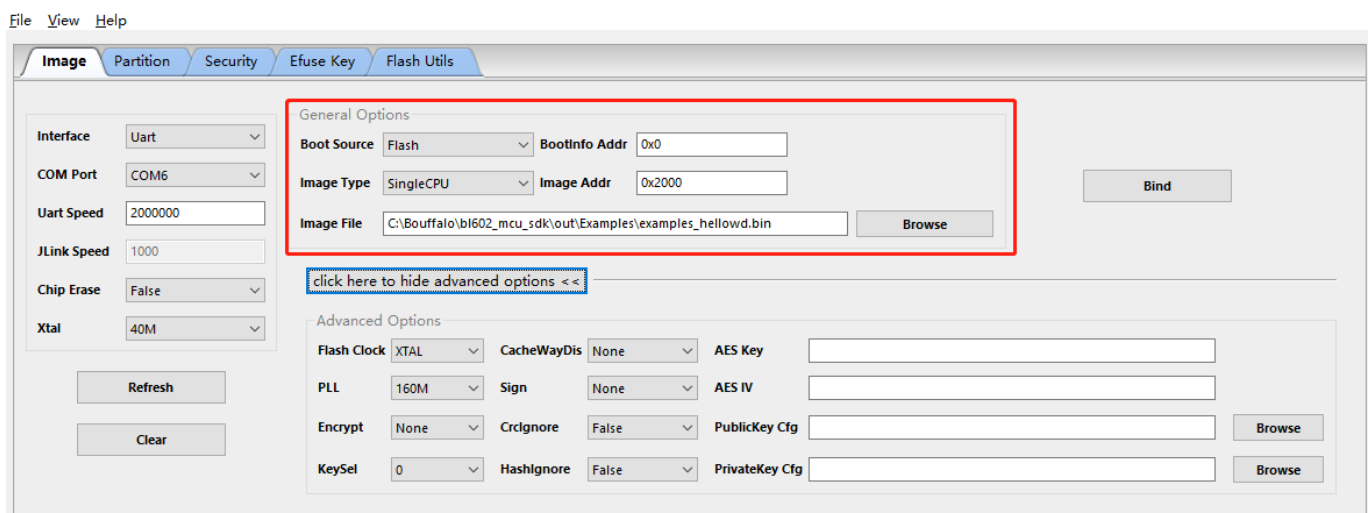 File View Help
Image Partition Security Efuse Key Flash Utils
General Options
Interface Uart
Boot Source Flash BootInfo Addr 0x0
COM Port COM6
Image Type SingleCPU Image Addr 0x2000
Bind
Uart Speed 2000000
Image File C:\Bouffalo\bl602_mcu_sdk\out\Examples\examples_hellowd.bin Browse
JLink Speed 1000
click here to hide advanced options <<
Chip Erase False
Xtal 40M
Advanced Options
Flash Clock XTAL CacheWayDis None AES Key
PLL 160M Sign None AES IV
Refresh
Encrypt None CrcIgnore False PublicKey Cfg Browse
Clear
KeySel 0 HashIgnore False PrivateKey Cfg Browse